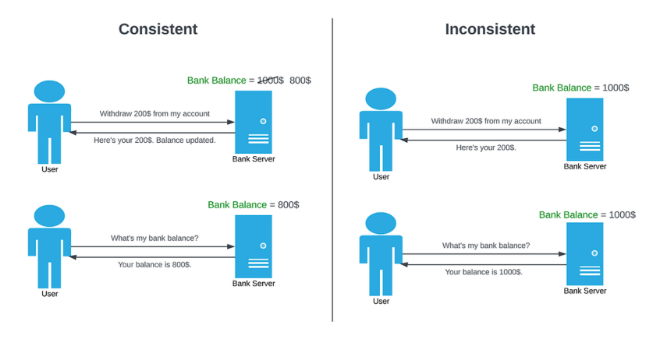 Consistent
Bank Balance = 1000$ 800$
Withdraw 200$ from my account
Here's your 200$. Balance updated.
User
Bank Server
Bank Balance = 800$
What's my bank balance?
Your balance is 800$.
User
Bank Server
Inconsistent
Bank Balance = 1000$
Withdraw 200$ from my account
Here's your 200$.
User
Bank Server
Bank Balance = 1000$
What's my bank balance?
Your balance is 1000$.
User
Bank Server